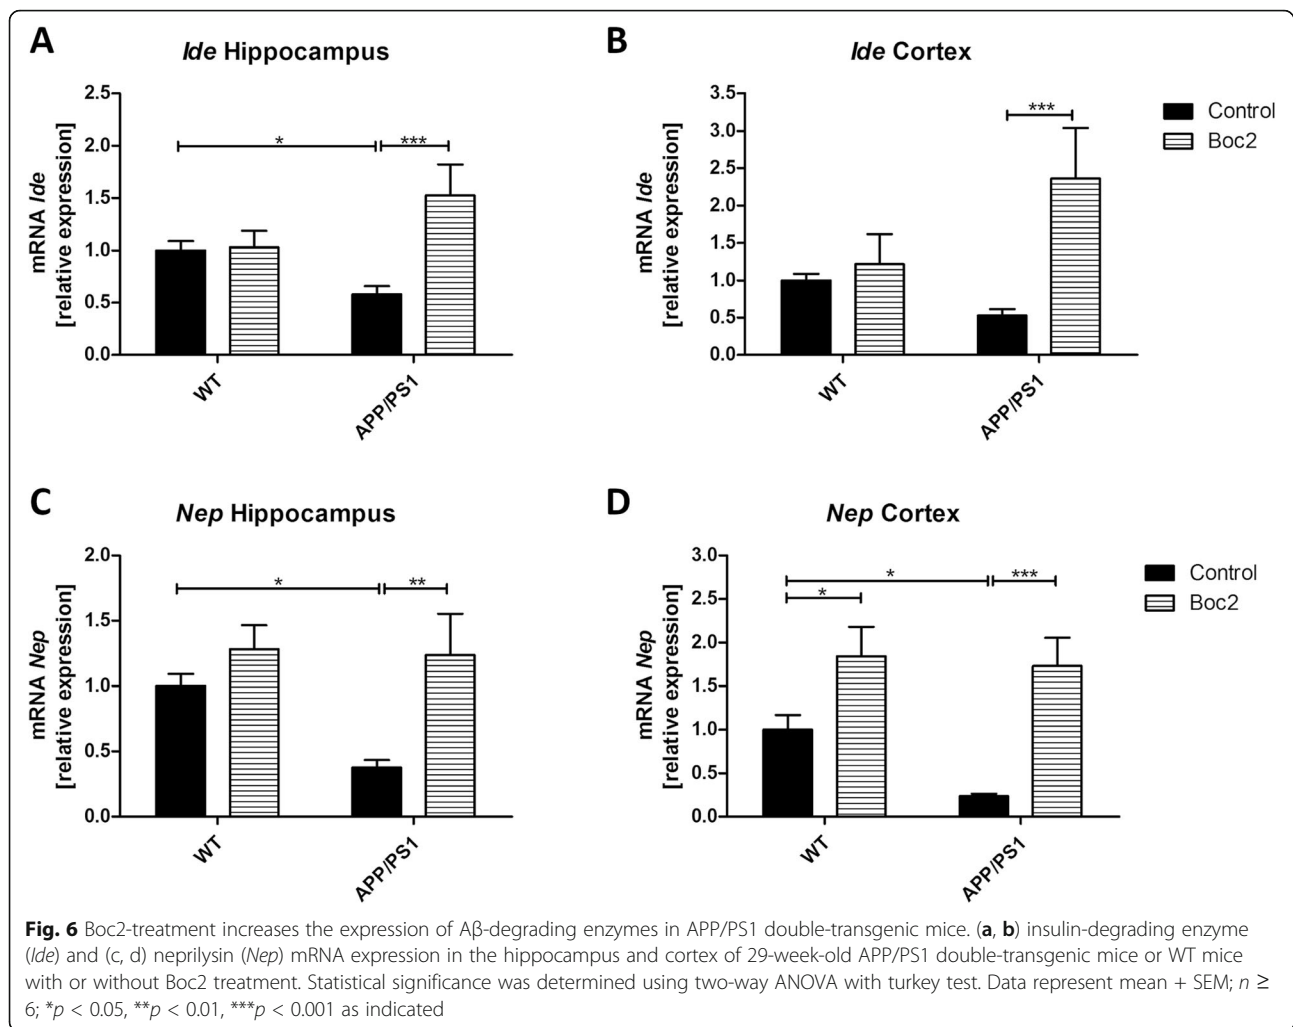 A
Ide Hippocampus
mRNA Ide
[relative expression]
2.5
2.0
1.5
1.0
0.5
0.0
*
***
WT
APP/PS1
B
Ide Cortex
mRNA Ide
[relative expression]
3.5
3.0
2.5
2.0
1.5
1.0
0.5
0.0
***
WT
APP/PS1
Control
Boc2
C
Nep Hippocampus
mRNA Nep
[relative expression]
2.0
1.5
1.0
0.5
0.0
*
**
WT
APP/PS1
D
Nep Cortex
mRNA Nep
[relative expression]
3.0
2.5
2.0
1.5
1.0
0.5
0.0
*
*
***
WT
APP/PS1
Control
Boc2
Fig. 6 Boc2-treatment increases the expression of Aβ-degrading enzymes in APP/PS1 double-transgenic mice. (a, b) insulin-degrading enzyme
(Ide) and (c, d) neprilysin (Nep) mRNA expression in the hippocampus and cortex of 29-week-old APP/PS1 double-transgenic mice or WT mice
with or without Boc2 treatment. Statistical significance was determined using two-way ANOVA with turkey test. Data represent mean + SEM; n ≥
6; *p < 0.05, **p < 0.01, ***p < 0.001 as indicated